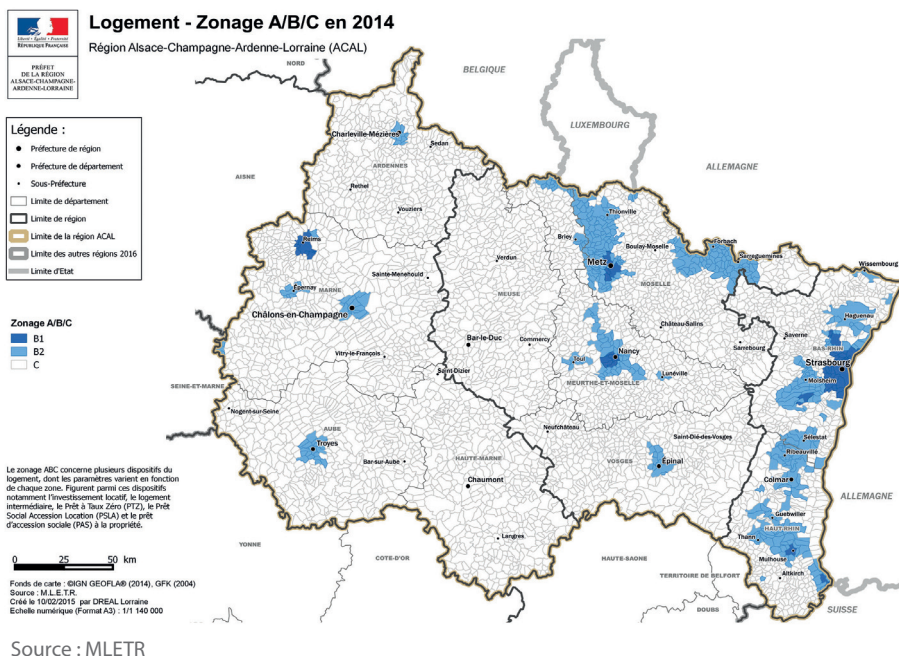 Logement - Zonage A/B/C en 2014
Région Alsace-Champagne-Ardenne-Lorraine (ACAL)
Liberté • Égalité • Fraternité
RÉPUBLIQUE FRANÇAISE
PRÉFET
DE LA RÉGION
ALSACE-CHAMPAGNE-
ARDENNE-LORRAINE
Légende :
Préfecture de région
Préfecture de département
Sous-Préfecture
Limite de département
Limite de région
Limite de la région ACAL
Limite des autres régions 2016
Limite d'Etat
Zonage A/B/C
B1
B2
C
NORD
BELGIQUE
LUXEMBOURG
ALLEMAGNE
AISNE
Charleville-Mézières
Sedan
ARDENNES
Rethel
Vouziers
Reims
Thionville
Briey
Boulay-Moselle
Forbach
Sarreguemines
Wissembourg
Metz
Verdun
Sainte-Menehould
Épernay
MARNE
MEUSE
MOSELLE
Châlons-en-Champagne
Haguenau
Château-Salins
Saverne
BAS-RHIN
Bar-le-Duc
Commercy
Sarrebourg
Vitry-le-François
Toul
Nancy
Strasbourg
Molsheim
Saint-Dizier
MEURTHE-ET-MOSELLE
Lunéville
SEINE-ET-MARNE
Nogent-sur-Seine
AUBE
Troyes
Neufchâteau
Saint-Dié-des-Vosges
Sélestat
Ribeauville
Bar-sur-Aube
HAUTE-MARNE
VOSGES
Épinal
Chaumont
Colmar
ALLEMAGNE
Guebwiller
HAUT-RHIN
Thann
Mulhouse
Langres
Altkirch
YONNE
COTE-D'OR
HAUTE-SAONE
TERRITOIRE DE BELFORT
DOUBS
SUISSE
Le zonage ABC concerne plusieurs dispositifs du
logement, dont les paramètres varient en fonction
de chaque zone. Figurent parmi ces dispositifs
notamment l'investissement locatif, le logement
intermédiaire, le Prêt à Taux Zéro (PTZ), le Prêt
Social Accession Location (PSLA) et le prêt
d'accession sociale (PAS) à la propriété.
0 25 50 km
Fonds de carte : ©IGN GEOFLA® (2014), GFK (2004)
Source : M.L.E.T.R.
Créé le 10/02/2015 par DREAL Lorraine
Echelle numérique (Format A3) : 1/1 140 000
Source : MLETR